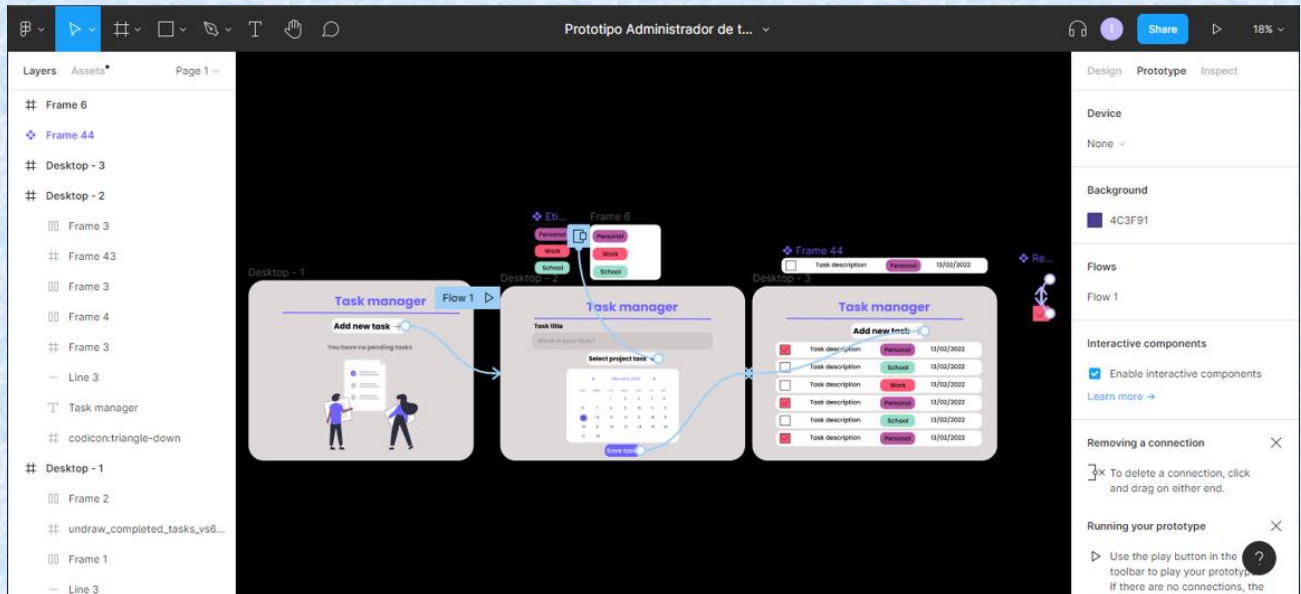 Prototipo Administrador de t...
Share
18%
Layers
Assets
Page 1
Frame 6
Frame 44
Desktop - 3
Desktop - 2
Frame 3
Frame 43
Frame 3
Frame 4
Frame 3
Line 3
Task manager
codicon:triangle-down
Desktop - 1
Frame 2
undraw_completed_tasks_vs6...
Frame 1
Line 3
Desktop - 1
Task manager
Add new task
You have no pending tasks
Flow 1
Eti...
Personal
Work
School
Frame 6
Personal
Work
School
Desktop - 2
Task manager
Task title
What is your task?
Select project task
February 2022
Save task
Frame 44
Task description Personal 13/02/2022
Desktop - 3
Task manager
Add new task
Task description Personal 13/02/2022
Task description School 13/02/2022
Task description Work 13/02/2022
Task description Personal 13/02/2022
Task description School 13/02/2022
Task description Personal 13/02/2022
Re...
Design
Prototype
Inspect
Device
None
Background
4C3F91
Flows
Flow 1
Interactive components
Enable interactive components
Learn more →
Removing a connection
To delete a connection, click
and drag on either end.
Running your prototype
Use the play button in the
toolbar to play your
If there are no connections, the
?